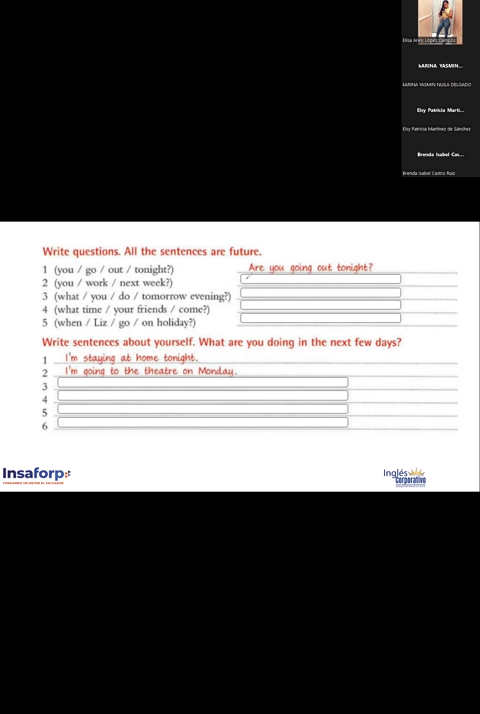 Elisa Arely López Campos
KARINA YASMIN...
KARINA YASMIN NUILA DELGADO
Elsy Patricia Marti...
Elsy Patricia Martínez de Sánchez
Brenda Isabel Cas...
Brenda Isabel Castro Ruiz
Write questions. All the sentences are future.
1 (you / go / out / tonight?) Are you going out tonight?
2 (you / work / next week?)
3 (what / you / do / tomorrow evening?)
4 (what time / your friends / come?)
5 (when / Liz / go / on holiday?)
Write sentences about yourself. What are you doing in the next few days?
1 I'm staying at home tonight.
2 I'm going to the theatre on Monday.
3
4
5
6
Insaforp
Inglés
Corporativo